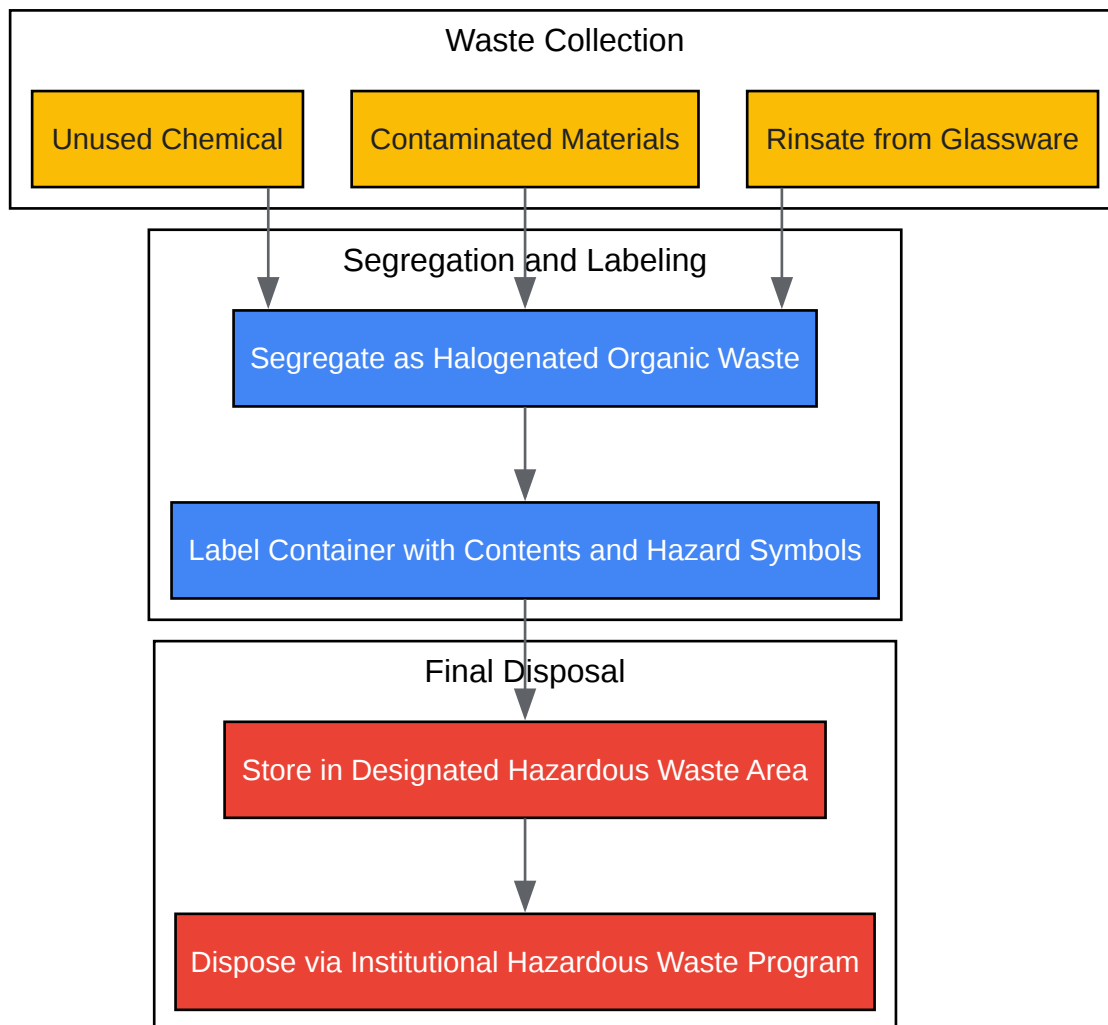 Waste Collection
Unused Chemical
Contaminated Materials
Rinsate from Glassware
Segregation and Labeling
Segregate as Halogenated Organic Waste
Label Container with Contents and Hazard Symbols
Final Disposal
Store in Designated Hazardous Waste Area
Dispose via Institutional Hazardous Waste Program